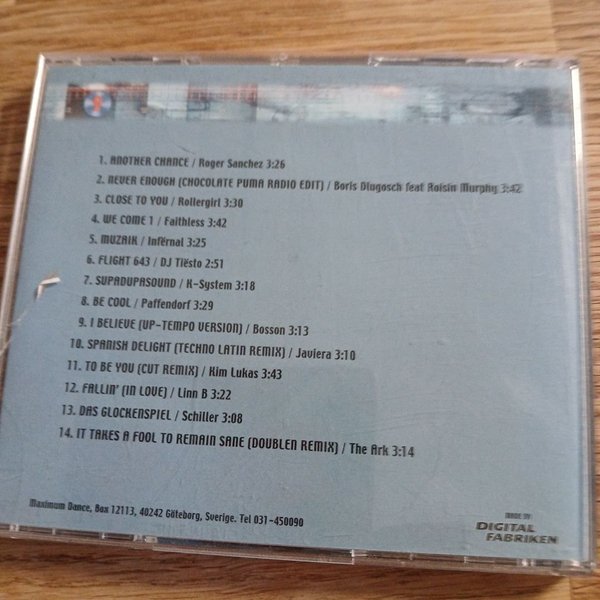 1. ANOTHER CHANCE / Roger Sanchez 3:26
2. NEVER ENOUGH (CHOCOLATE PUMA RADIO EDIT) / Boris Dlugosch feat Roisin Murphy 3:42
3. CLOSE TO YOU / Rollergirl 3:30
4. WE COME 1 / Faithless 3:42
5. MUZAIK / Infërnal 3:25
6. FLIGHT 643 / DJ Tiësto 2:51
7. SUPADUPASOUND / K-System 3:18
8. BE COOL / Paffendorf 3:29
9. I BELIEVE (UP-TEMPO VERSION) / Bosson 3:13
10. SPANISH DELIGHT (TECHNO LATIN REMIX) / Javiera 3:10
11. TO BE YOU (CUT REMIX) / Kim Lukas 3:43
12. FALLIN' (IN LOVE) / Linn B 3:22
13. DAS GLOCKENSPIEL / Schiller 3:08
14. IT TAKES A FOOL TO REMAIN SANE (DOUBLEN REMIX) / The Ark 3:14
Maximum Dance, Box 12113, 40242 Göteborg, Sverige. Tel 031-450090
MADE BY
DIGITAL
FABRIKEN